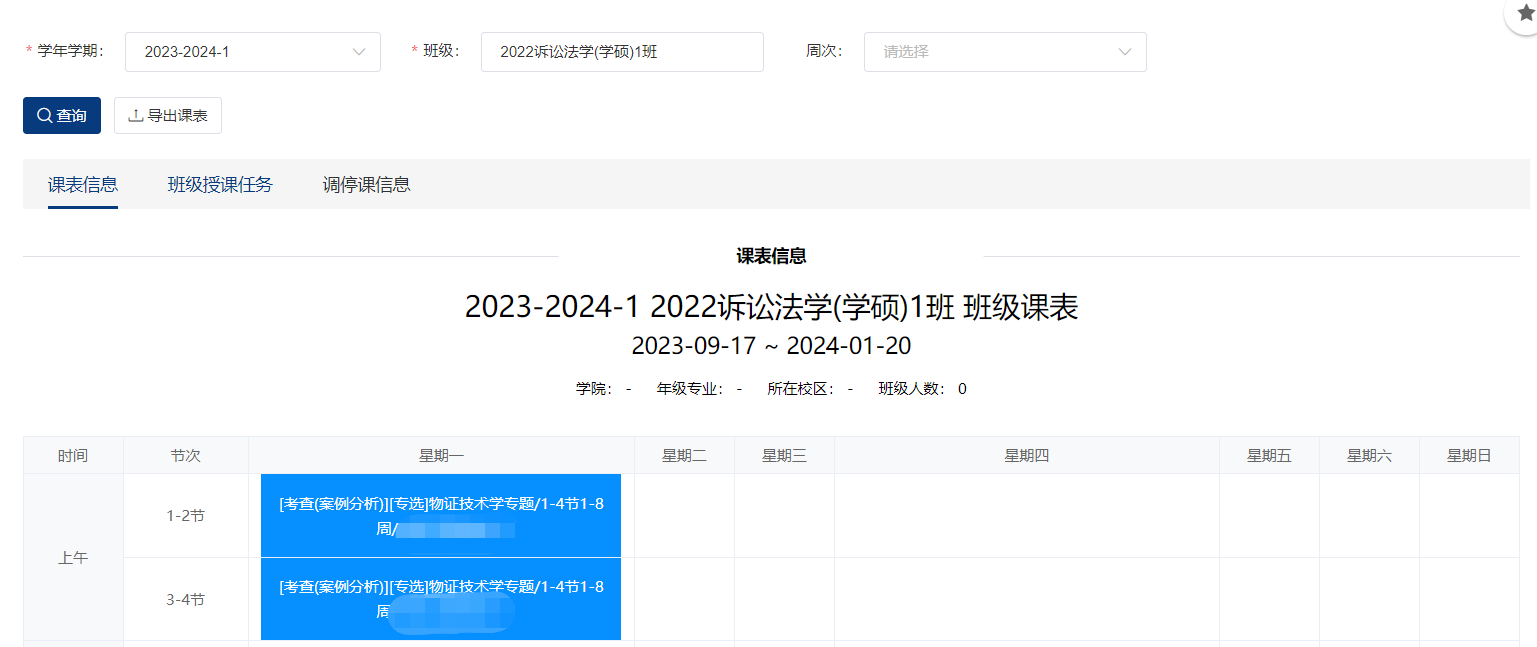 * 学年学期： 2023-2024-1 * 班级： 2022诉讼法学(学硕)1班 周次： 请选择
查询 导出课表
课表信息 班级授课任务 调停课信息
课表信息
2023-2024-1 2022诉讼法学(学硕)1班 班级课表
2023-09-17 ~ 2024-01-20
学院： - 年级专业： - 所在校区： - 班级人数： 0
时间 节次 星期一 星期二 星期三 星期四 星期五 星期六 星期日
上午
1-2节
[考查(案例分析)][专选]物证技术学专题/1-4节1-8
周/
3-4节
[考查(案例分析)][专选]物证技术学专题/1-4节1-8
周